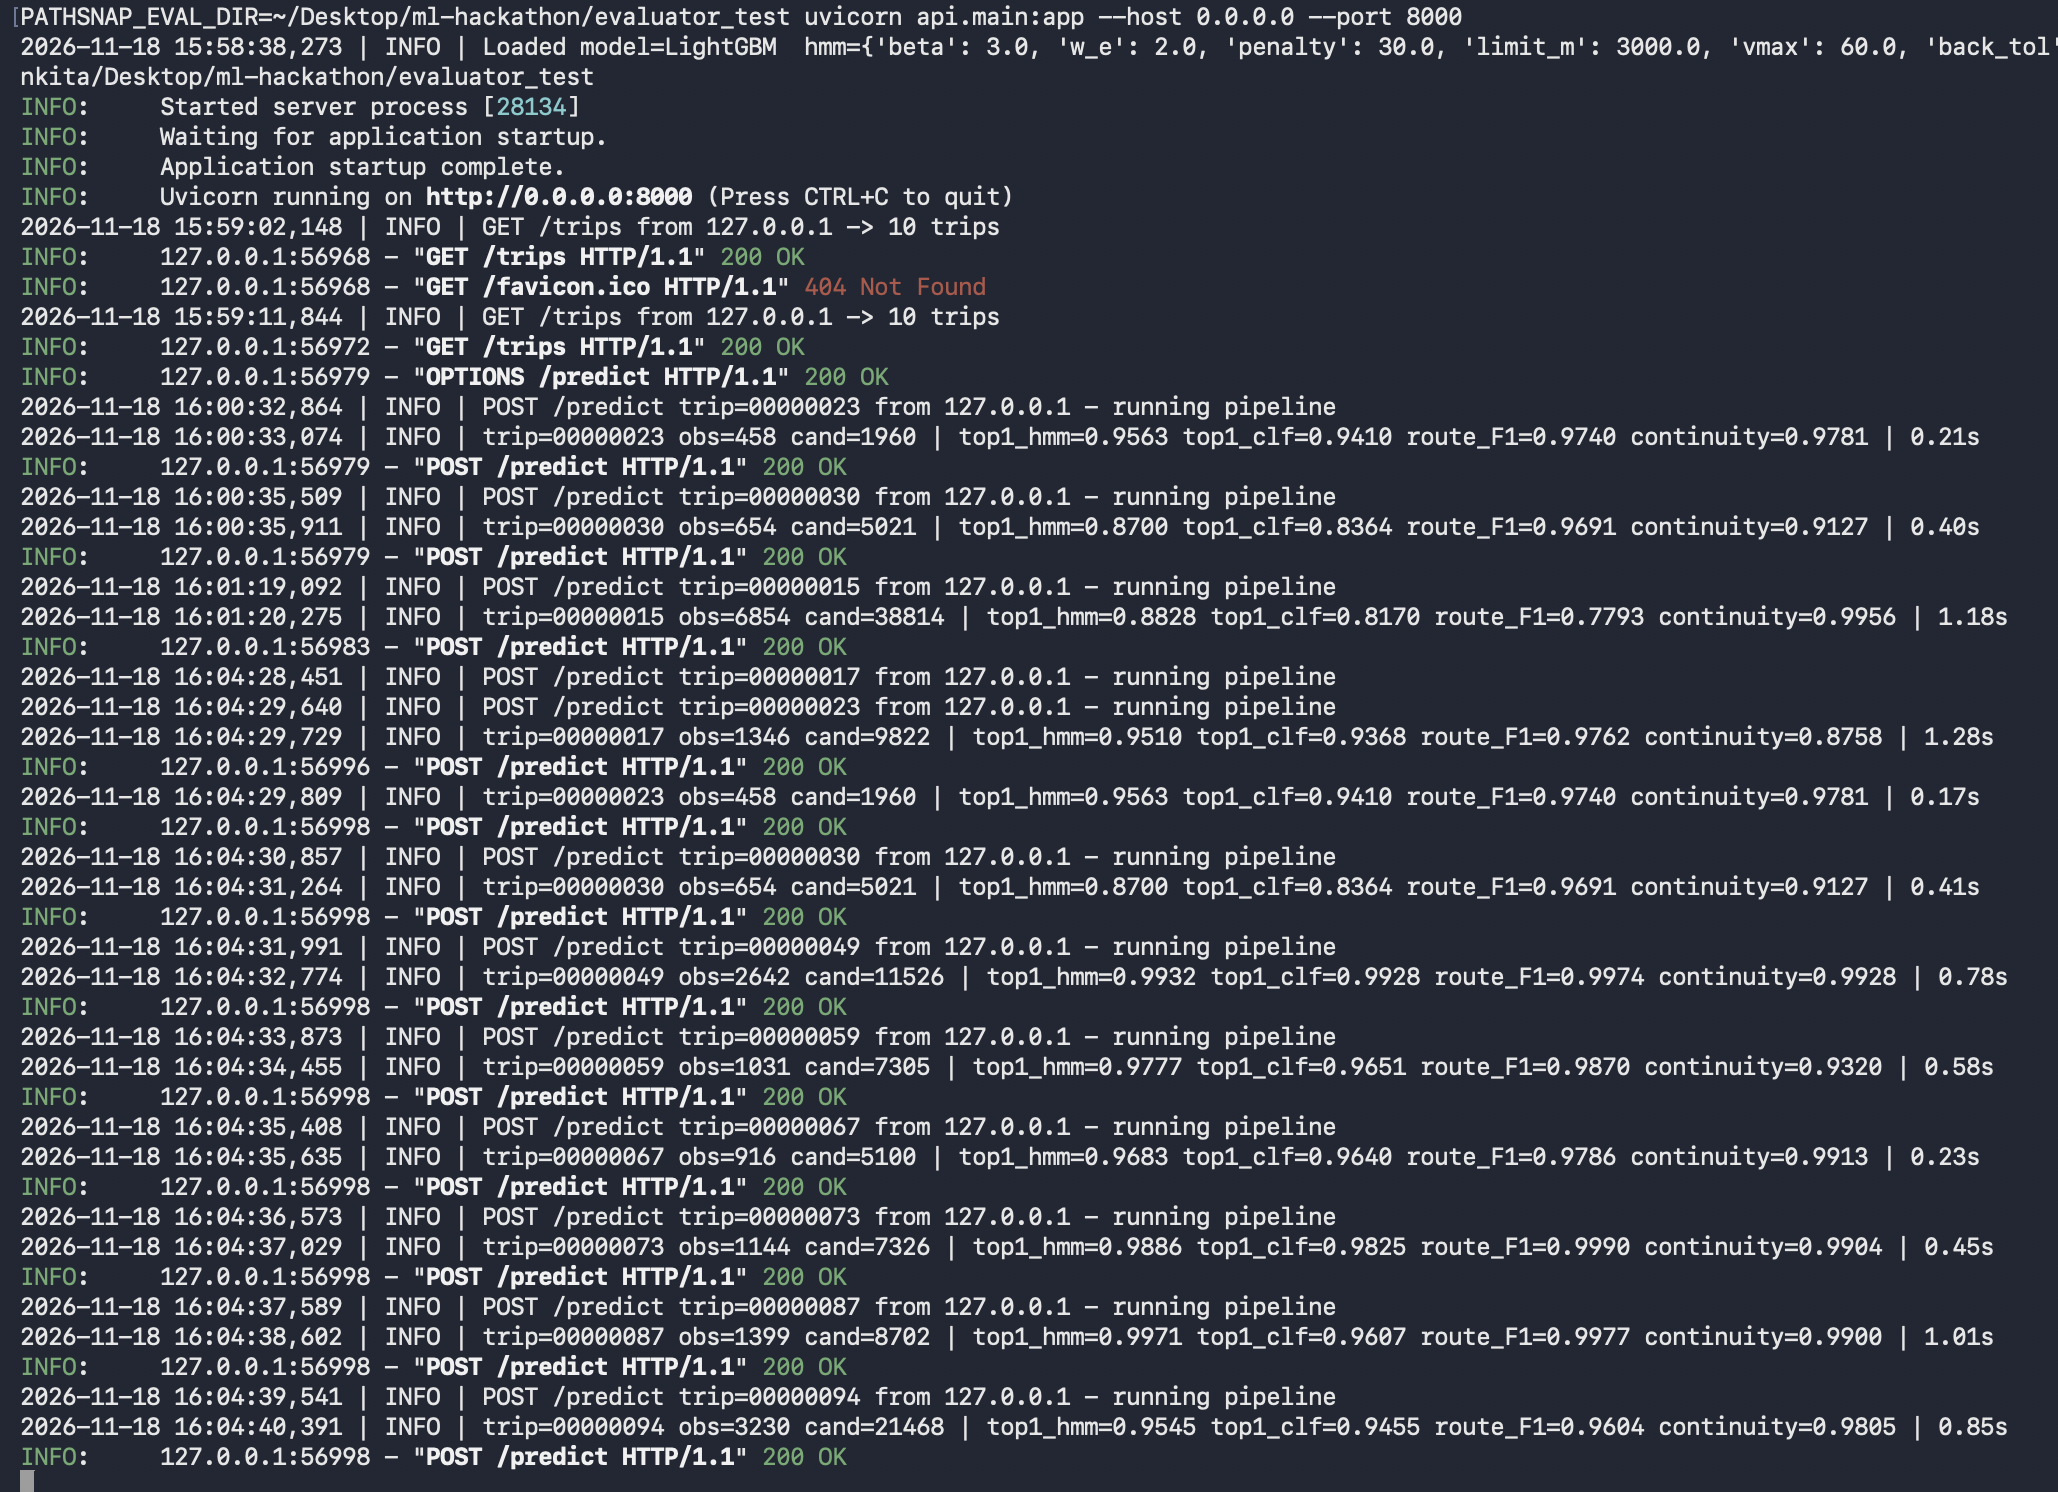 [PATHSNAP_EVAL_DIR=~/Desktop/ml-hackathon/evaluator_test uvicorn api.main:app --host 0.0.0.0 --port 8000
2026-11-18 15:58:38,273 | INFO | Loaded model=LightGBM  hmm={'beta': 3.0, 'w_e': 2.0, 'penalty': 30.0, 'limit_m': 3000.0, 'vmax': 60.0, 'back_tol'
nkita/Desktop/ml-hackathon/evaluator_test
INFO:     Started server process [28134]
INFO:     Waiting for application startup.
INFO:     Application startup complete.
INFO:     Uvicorn running on http://0.0.0.0:8000 (Press CTRL+C to quit)
2026-11-18 15:59:02,148 | INFO | GET /trips from 127.0.0.1 -> 10 trips
INFO:     127.0.0.1:56968 - "GET /trips HTTP/1.1" 200 OK
INFO:     127.0.0.1:56968 - "GET /favicon.ico HTTP/1.1" 404 Not Found
2026-11-18 15:59:11,844 | INFO | GET /trips from 127.0.0.1 -> 10 trips
INFO:     127.0.0.1:56972 - "GET /trips HTTP/1.1" 200 OK
INFO:     127.0.0.1:56979 - "OPTIONS /predict HTTP/1.1" 200 OK
2026-11-18 16:00:32,864 | INFO | POST /predict trip=00000023 from 127.0.0.1 - running pipeline
2026-11-18 16:00:33,074 | INFO | trip=00000023 obs=458 cand=1960 | top1_hmm=0.9563 top1_clf=0.9410 route_F1=0.9740 continuity=0.9781 | 0.21s
INFO:     127.0.0.1:56979 - "POST /predict HTTP/1.1" 200 OK
2026-11-18 16:00:35,509 | INFO | POST /predict trip=00000030 from 127.0.0.1 - running pipeline
2026-11-18 16:00:35,911 | INFO | trip=00000030 obs=654 cand=5021 | top1_hmm=0.8700 top1_clf=0.8364 route_F1=0.9691 continuity=0.9127 | 0.40s
INFO:     127.0.0.1:56979 - "POST /predict HTTP/1.1" 200 OK
2026-11-18 16:01:19,092 | INFO | POST /predict trip=00000015 from 127.0.0.1 - running pipeline
2026-11-18 16:01:20,275 | INFO | trip=00000015 obs=6854 cand=38814 | top1_hmm=0.8828 top1_clf=0.8170 route_F1=0.7793 continuity=0.9956 | 1.18s
INFO:     127.0.0.1:56983 - "POST /predict HTTP/1.1" 200 OK
2026-11-18 16:04:28,451 | INFO | POST /predict trip=00000017 from 127.0.0.1 - running pipeline
2026-11-18 16:04:29,640 | INFO | POST /predict trip=00000023 from 127.0.0.1 - running pipeline
2026-11-18 16:04:29,729 | INFO | trip=00000017 obs=1346 cand=9822 | top1_hmm=0.9510 top1_clf=0.9368 route_F1=0.9762 continuity=0.8758 | 1.28s
INFO:     127.0.0.1:56996 - "POST /predict HTTP/1.1" 200 OK
2026-11-18 16:04:29,809 | INFO | trip=00000023 obs=458 cand=1960 | top1_hmm=0.9563 top1_clf=0.9410 route_F1=0.9740 continuity=0.9781 | 0.17s
INFO:     127.0.0.1:56998 - "POST /predict HTTP/1.1" 200 OK
2026-11-18 16:04:30,857 | INFO | POST /predict trip=00000030 from 127.0.0.1 - running pipeline
2026-11-18 16:04:31,264 | INFO | trip=00000030 obs=654 cand=5021 | top1_hmm=0.8700 top1_clf=0.8364 route_F1=0.9691 continuity=0.9127 | 0.41s
INFO:     127.0.0.1:56998 - "POST /predict HTTP/1.1" 200 OK
2026-11-18 16:04:31,991 | INFO | POST /predict trip=00000049 from 127.0.0.1 - running pipeline
2026-11-18 16:04:32,774 | INFO | trip=00000049 obs=2642 cand=11526 | top1_hmm=0.9932 top1_clf=0.9928 route_F1=0.9974 continuity=0.9928 | 0.78s
INFO:     127.0.0.1:56998 - "POST /predict HTTP/1.1" 200 OK
2026-11-18 16:04:33,873 | INFO | POST /predict trip=00000059 from 127.0.0.1 - running pipeline
2026-11-18 16:04:34,455 | INFO | trip=00000059 obs=1031 cand=7305 | top1_hmm=0.9777 top1_clf=0.9651 route_F1=0.9870 continuity=0.9320 | 0.58s
INFO:     127.0.0.1:56998 - "POST /predict HTTP/1.1" 200 OK
2026-11-18 16:04:35,408 | INFO | POST /predict trip=00000067 from 127.0.0.1 - running pipeline
2026-11-18 16:04:35,635 | INFO | trip=00000067 obs=916 cand=5100 | top1_hmm=0.9683 top1_clf=0.9640 route_F1=0.9786 continuity=0.9913 | 0.23s
INFO:     127.0.0.1:56998 - "POST /predict HTTP/1.1" 200 OK
2026-11-18 16:04:36,573 | INFO | POST /predict trip=00000073 from 127.0.0.1 - running pipeline
2026-11-18 16:04:37,029 | INFO | trip=00000073 obs=1144 cand=7326 | top1_hmm=0.9886 top1_clf=0.9825 route_F1=0.9990 continuity=0.9904 | 0.45s
INFO:     127.0.0.1:56998 - "POST /predict HTTP/1.1" 200 OK
2026-11-18 16:04:37,589 | INFO | POST /predict trip=00000087 from 127.0.0.1 - running pipeline
2026-11-18 16:04:38,602 | INFO | trip=00000087 obs=1399 cand=8702 | top1_hmm=0.9971 top1_clf=0.9607 route_F1=0.9977 continuity=0.9900 | 1.01s
INFO:     127.0.0.1:56998 - "POST /predict HTTP/1.1" 200 OK
2026-11-18 16:04:39,541 | INFO | POST /predict trip=00000094 from 127.0.0.1 - running pipeline
2026-11-18 16:04:40,391 | INFO | trip=00000094 obs=3230 cand=21468 | top1_hmm=0.9545 top1_clf=0.9455 route_F1=0.9604 continuity=0.9805 | 0.85s
INFO:     127.0.0.1:56998 - "POST /predict HTTP/1.1" 200 OK